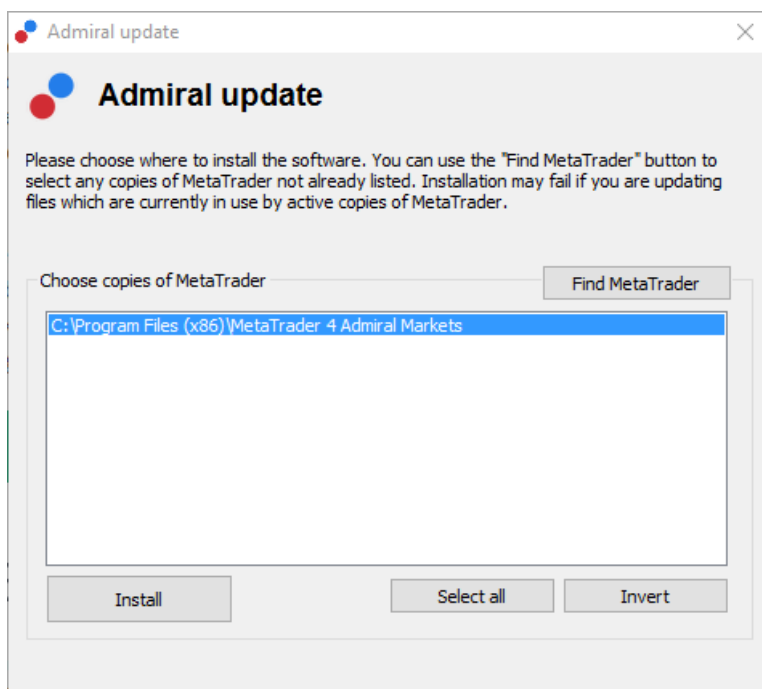 Admiral update
Admiral update
Please choose where to install the software. You can use the "Find MetaTrader" button to
select any copies of MetaTrader not already listed. Installation may fail if you are updating
files which are currently in use by active copies of MetaTrader.
Choose copies of MetaTrader
Find MetaTrader
C:\Program Files (x86)\MetaTrader 4 Admiral Markets
Install
Select all
Invert